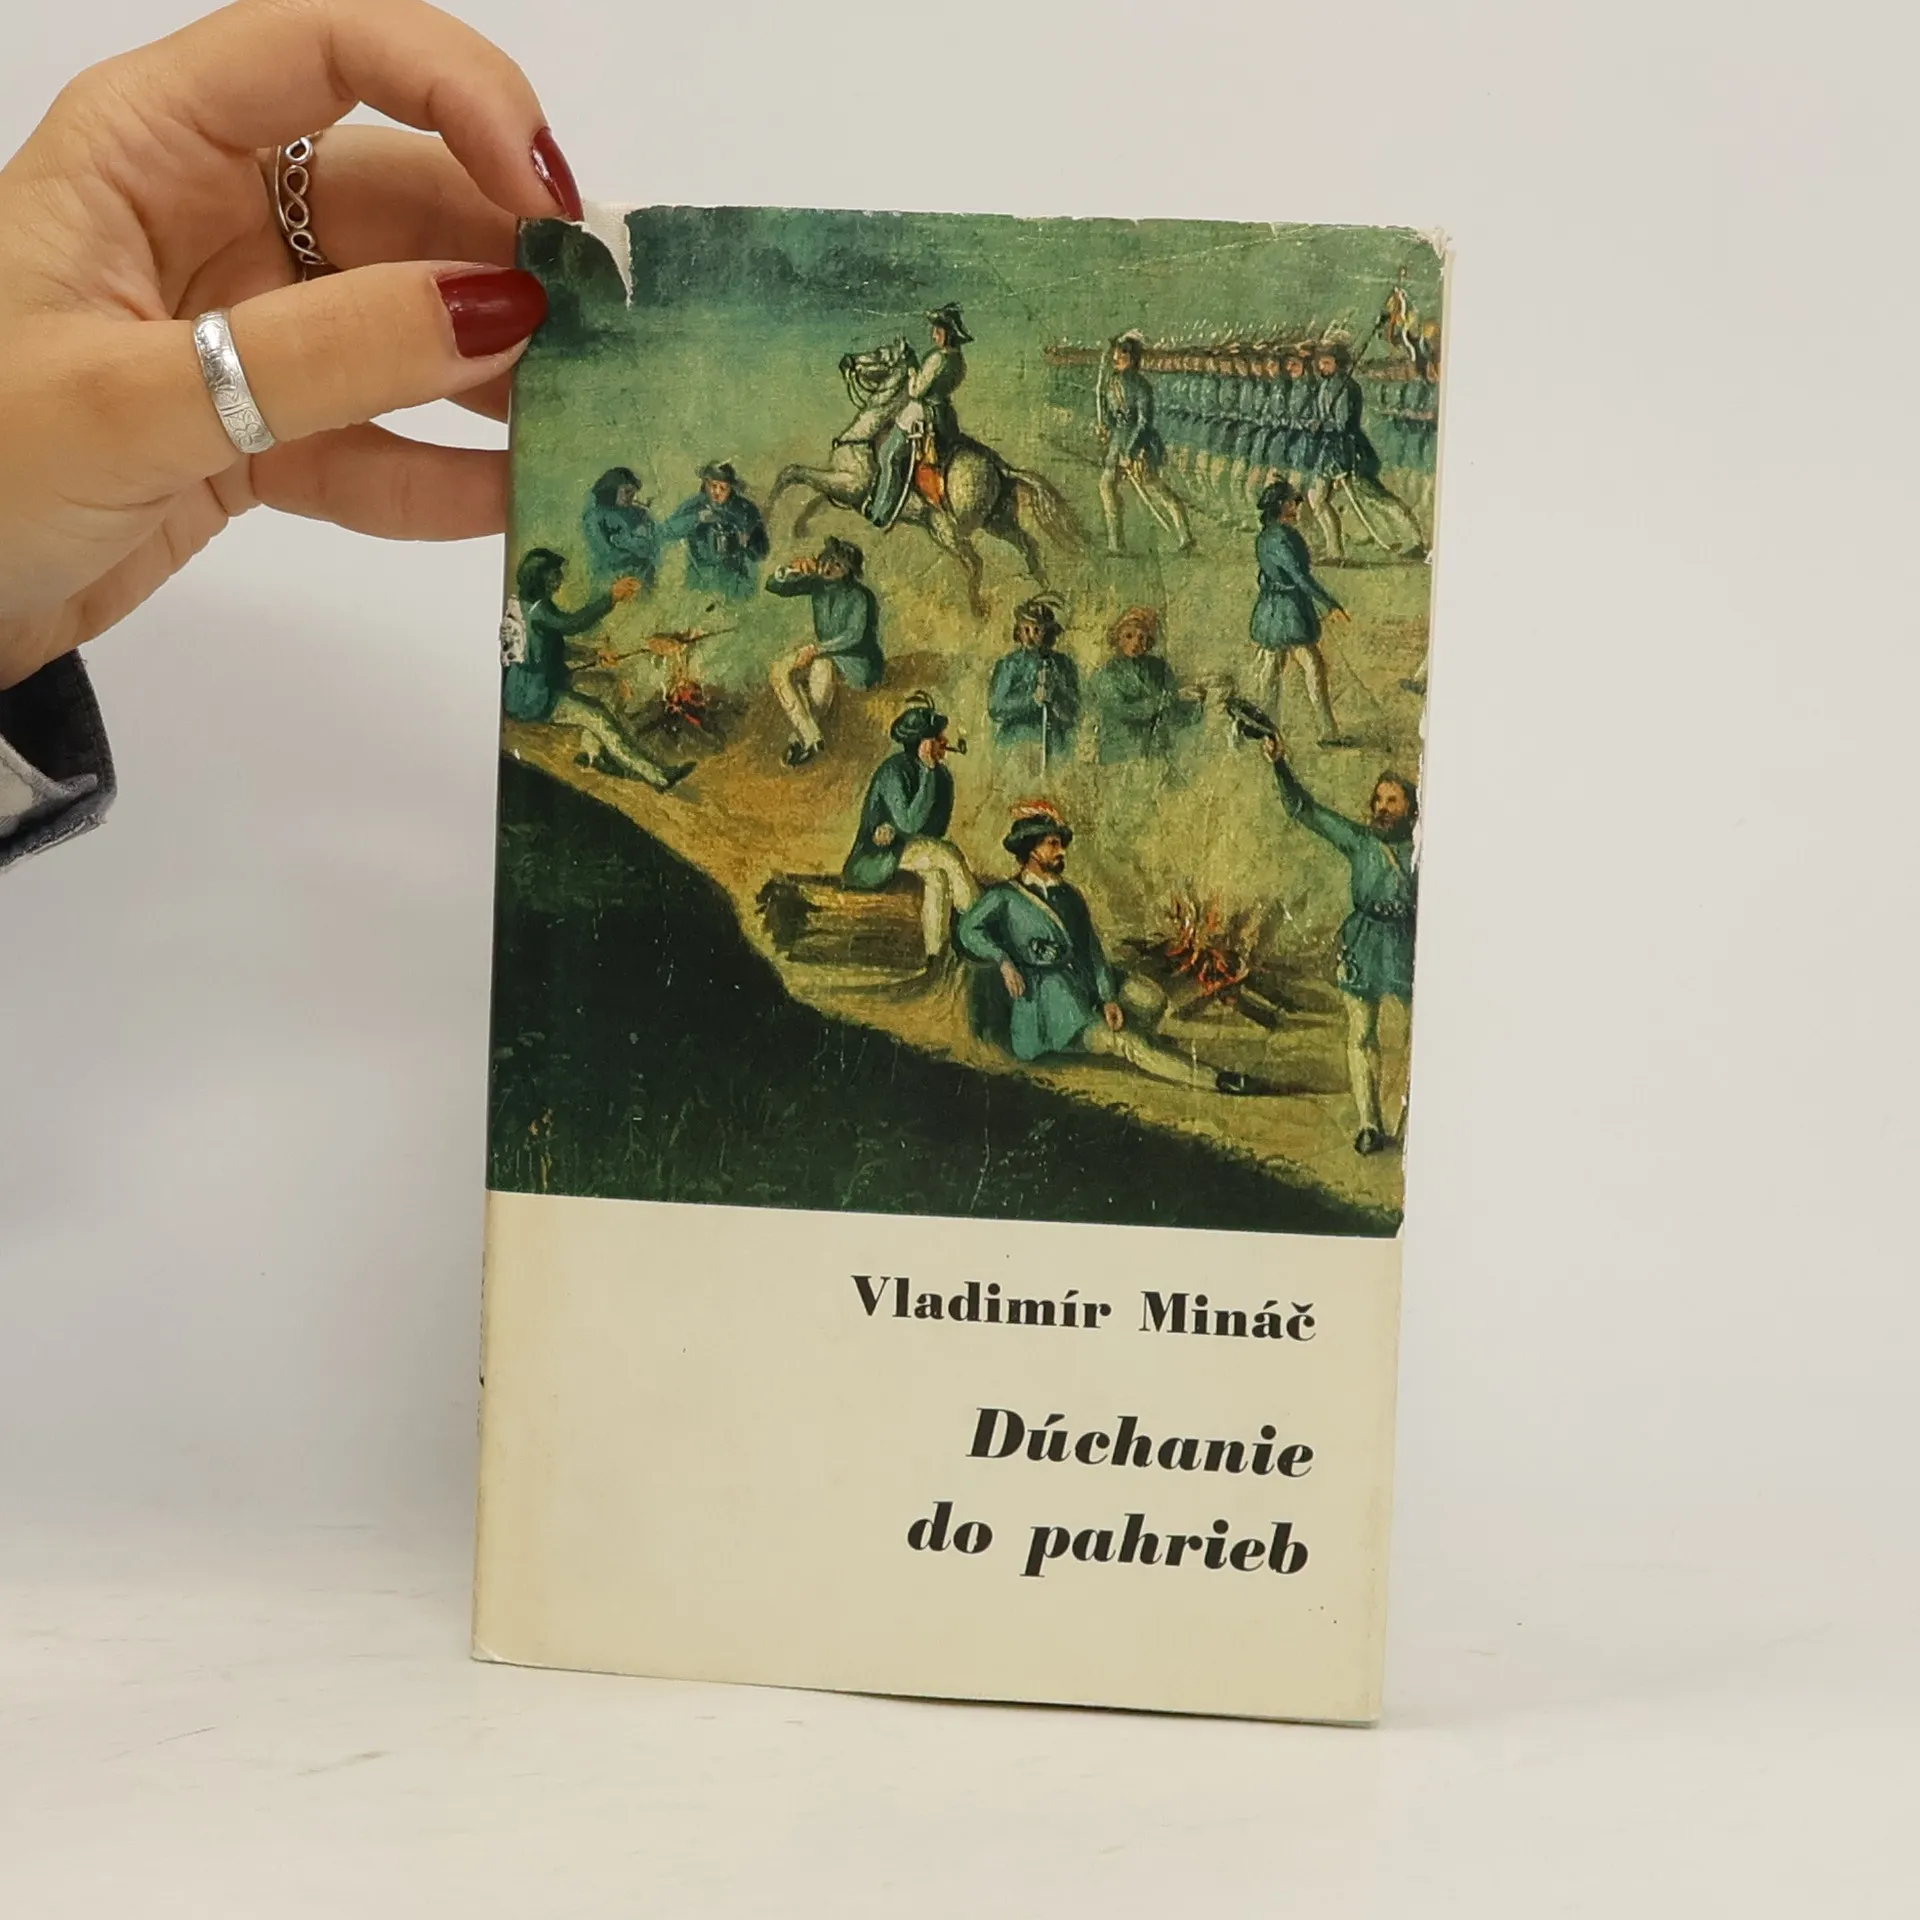 Vladimír Mináč
Dúchanie
do pahrieb